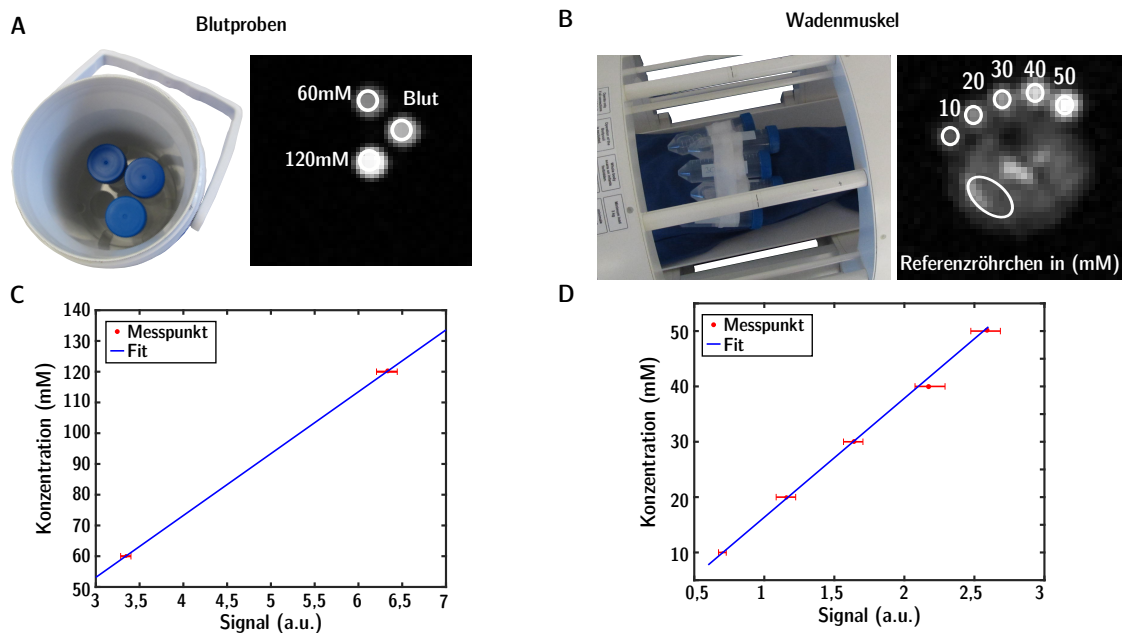 A
Blutproben
60mM
Blut
120mM
B
Wadenmuskel
10
20
30
40
50
Referenzröhrchen in (mM)
C
Konzentration (mM)
140
130
120
110
100
90
80
70
60
50
Messpunkt
Fit
3 3,5 4 4,5 5 5,5 6 6,5 7
Signal (a.u.)
D
Konzentration (mM)
50
40
30
20
10
Messpunkt
Fit
0,5 1 1,5 2 2,5 3
Signal (a.u.)